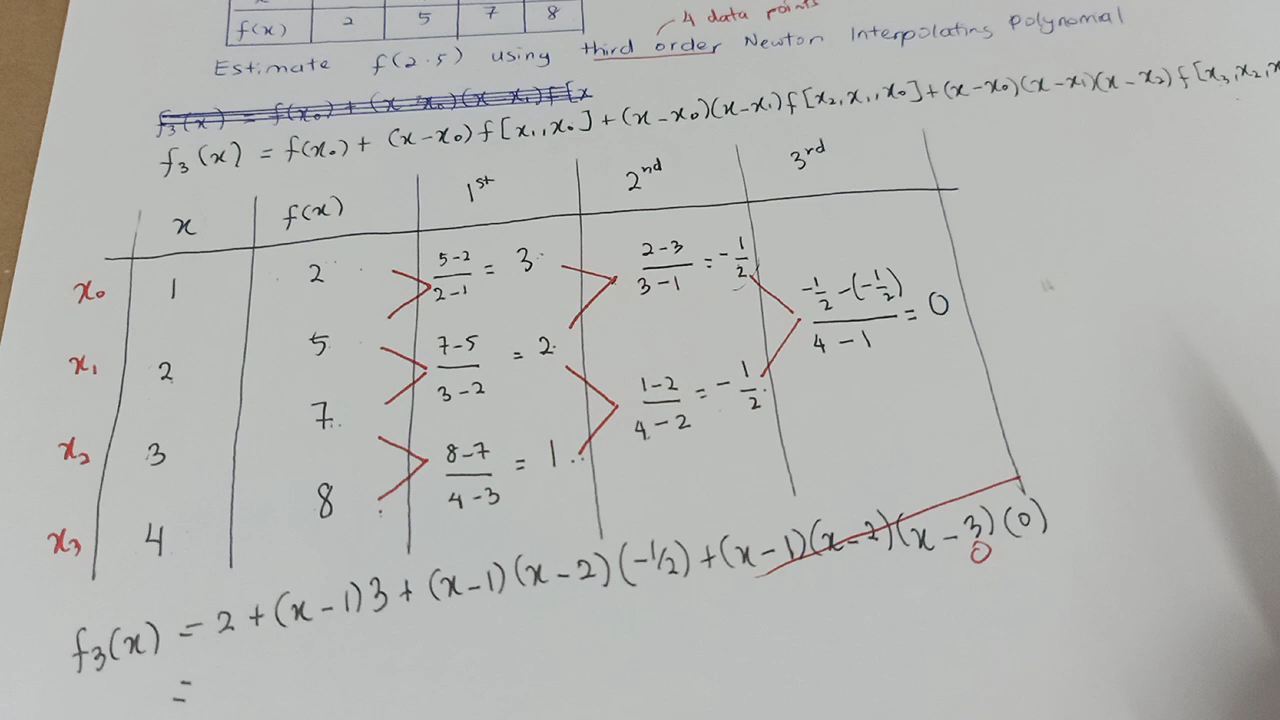 f(x) 2 5 7 8
4 data points
Estimate f(2.5) using third order Newton Interpolating Polynomial
f₃(x) = f(x₀) + (x-x₀)(x-x₁)f[x
f₃(x) = f(x₀) + (x-x₀) f[x₁,x₀] + (x-x₀)(x-x₁) f[x₂,x₁,x₀] + (x-x₀)(x-x₁)(x-x₂) f[x₃,x₂,x
x f(x) 1st 2nd 3rd
x₀ 1 2 5-2/2-1 = 3 2-3/3-1 = -1/2 -1/2-(-1/2)/4-1 = 0
x₁ 2 5 7-5/3-2 = 2 1-2/4-2 = -1/2
x₂ 3 7 8-7/4-3 = 1
x₃ 4 8
f₃(x) = 2 + (x-1)3 + (x-1)(x-2)(-1/2) + (x-1)(x-2)(x-3)(0)
0
=